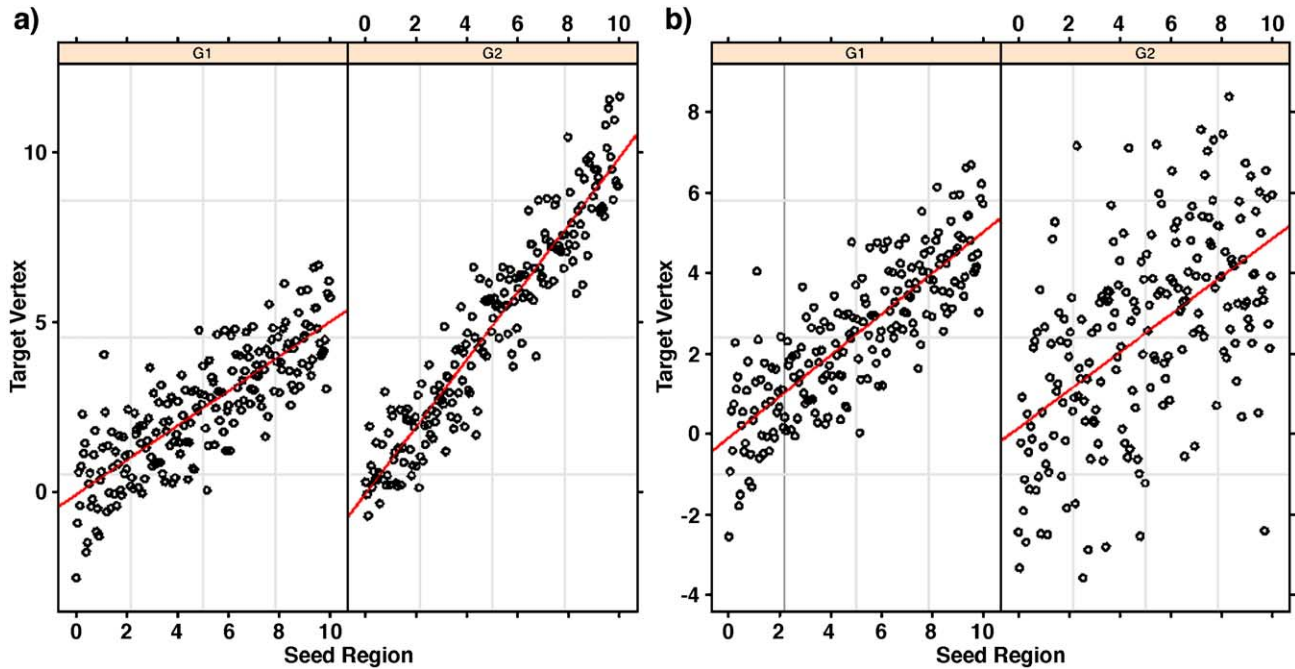 a)
0 2 4 6 8 10
G1
G2
10
5
0
Target Vertex
0 2 4 6 8 10
Seed Region
b)
0 2 4 6 8 10
G1
G2
8
6
4
2
0
-2
-4
Target Vertex
0 2 4 6 8 10
Seed Region